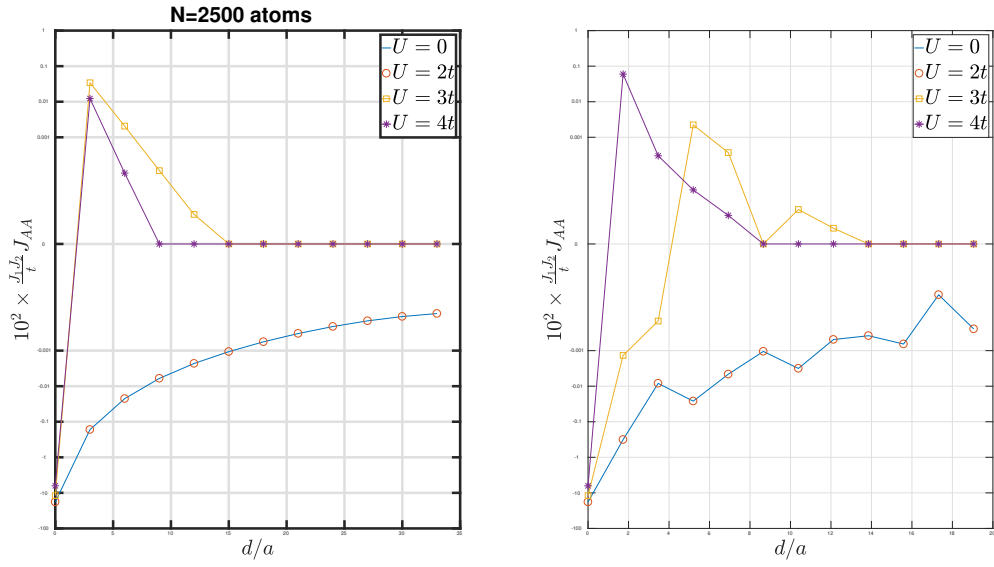 N=2500 atoms
1
0.1
0.01
0.001
0
-0.001
-0.01
-0.1
-1
-10
-100
0 5 10 15 20 25 30 35
d/a
10² × J₁J₂/t J_AA
U = 0
U = 2t
U = 3t
U = 4t
1
0.1
0.01
0.001
0
-0.001
-0.01
-0.1
-1
-10
-100
0 2 4 6 8 10 12 14 16 18 20
d/a
10² × J₁J₂/t J_AA
U = 0
U = 2t
U = 3t
U = 4t